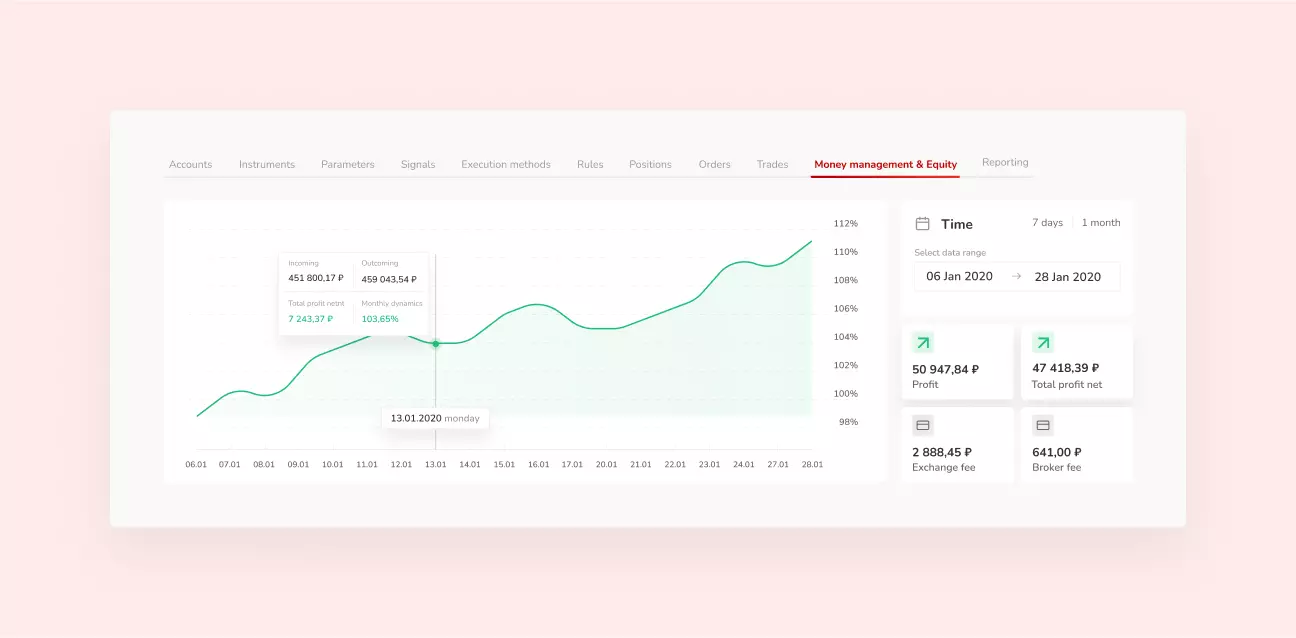 Accounts Instruments Parameters Signals Execution methods Rules Positions Orders Trades Money management & Equity Reporting
Incoming Outcoming
451 800,17 ₽ 459 043,54 ₽
Total profit netnt Monthly dynamics
7 243,37 ₽ 103,65%
13.01.2020 monday
112%
110%
108%
106%
104%
102%
100%
98%
06.01 07.01 08.01 09.01 10.01 11.01 12.01 13.01 14.01 15.01 16.01 17.01 20.01 21.01 22.01 23.01 24.01 27.01 28.01
Time 7 days 1 month
Select data range
06 Jan 2020 → 28 Jan 2020
50 947,84 ₽
Profit
47 418,39 ₽
Total profit net
2 888,45 ₽
Exchange fee
641,00 ₽
Broker fee